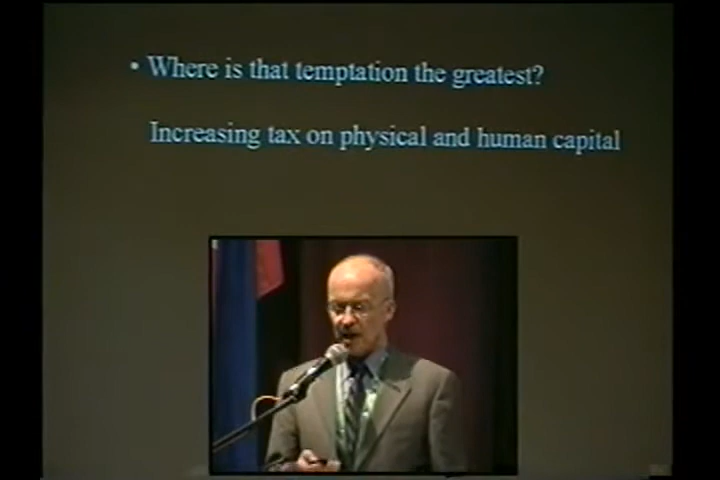 • Where is that temptation the greatest?
Increasing tax on physical and human capital